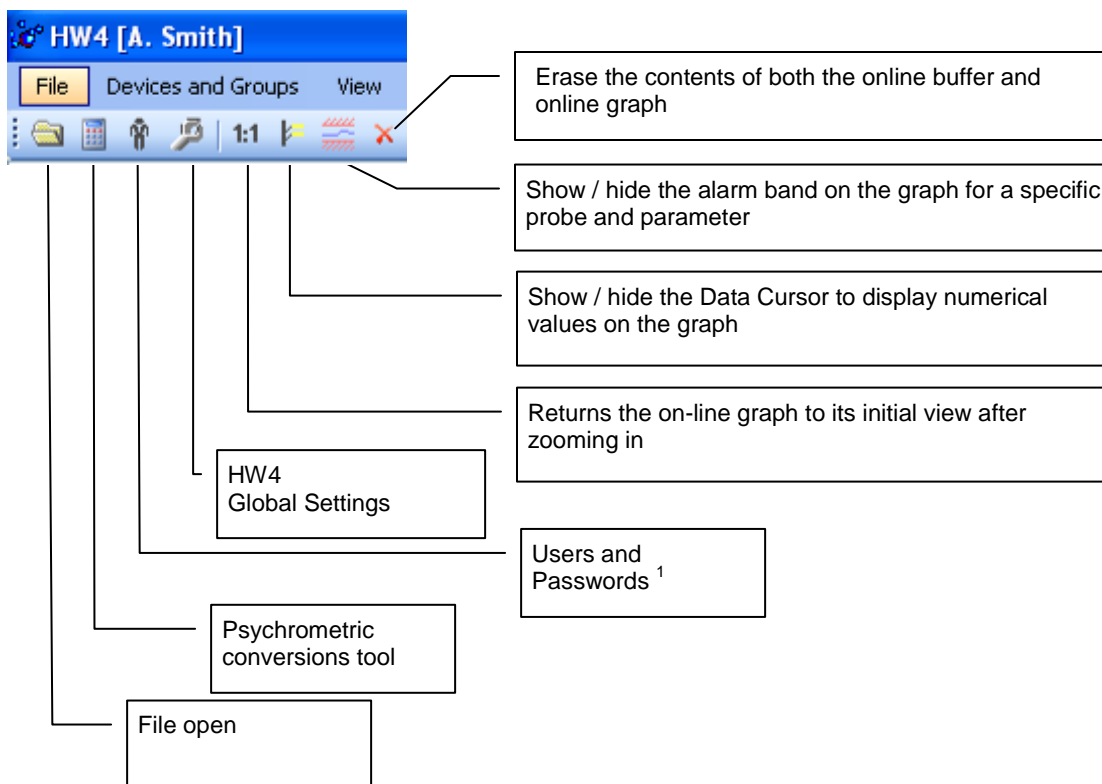 HW4 [A. Smith]
File Devices and Groups View
1:1
Erase the contents of both the online buffer and
online graph
Show / hide the alarm band on the graph for a specific
probe and parameter
Show / hide the Data Cursor to display numerical
values on the graph
Returns the on-line graph to its initial view after
zooming in
HW4
Global Settings
Users and
Passwords 1
Psychrometric
conversions tool
File open